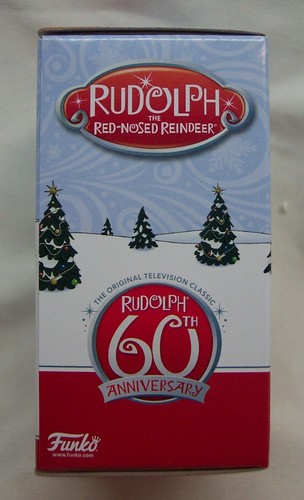 RUDOLPH
THE
RED-NOSED REINDEER®
THE ORIGINAL TELEVISION CLASSIC
RUDOLPH®
60TH
ANNIVERSARY
Funko
www.funko.com